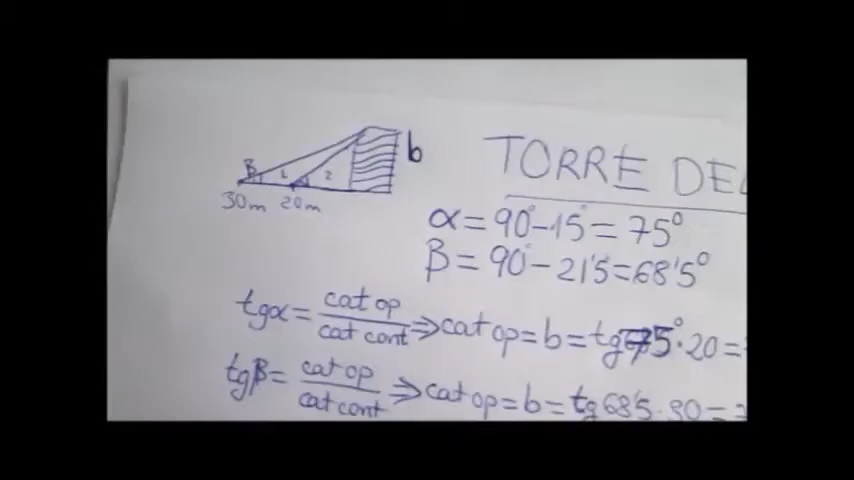 b
TORRE DE
B 1 2
30m 20m
α = 90° - 15° = 75°
β = 90° - 21'5° = 68'5°
tgα = cat op / cat cont ⇒ cat op = b = tg 75° · 20 =
tgβ = cat op / cat cont ⇒ cat op = b = tg 68'5 · 30 =